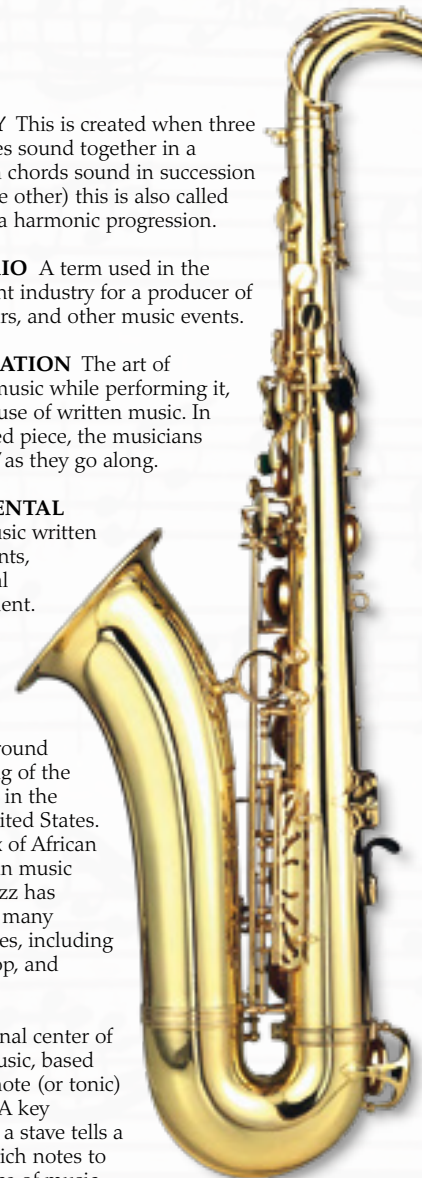 Y This is created when three
es sound together in a
n chords sound in succession
e other) this is also called
a harmonic progression.
IO A term used in the
nt industry for a producer of
rs, and other music events.
ATION The art of
music while performing it,
use of written music. In
ed piece, the musicians
as they go along.
ENTAL
usic written
nts,
al
ent.
ound
g of the
in the
ited States.
x of African
n music
zz has
many
es, including
op, and
nal center of
usic, based
note (or tonic)
A key
a stave tells a
ich notes to